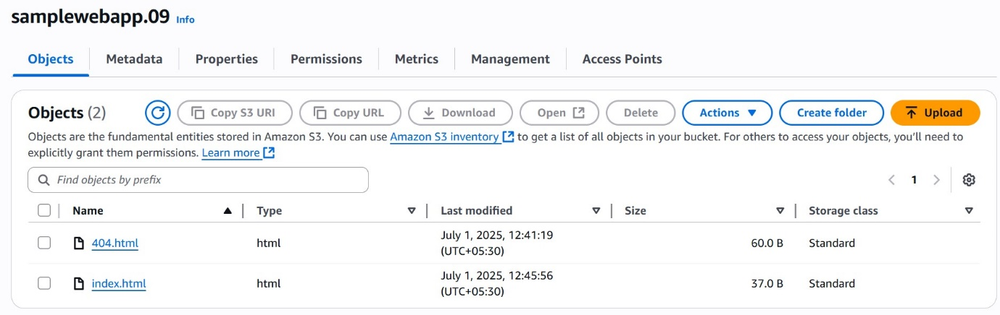 samplewebapp.09 Info
Objects Metadata Properties Permissions Metrics Management Access Points
Objects (2) Copy S3 URI Copy URL Download Open Delete Actions Create folder Upload
Objects are the fundamental entities stored in Amazon S3. You can use Amazon S3 inventory to get a list of all objects in your bucket. For others to access your objects, you'll need to
explicitly grant them permissions. Learn more
Find objects by prefix 1
Name Type Last modified Size Storage class
404.html html July 1, 2025, 12:41:19 (UTC+05:30) 60.0 B Standard
index.html html July 1, 2025, 12:45:56 (UTC+05:30) 37.0 B Standard